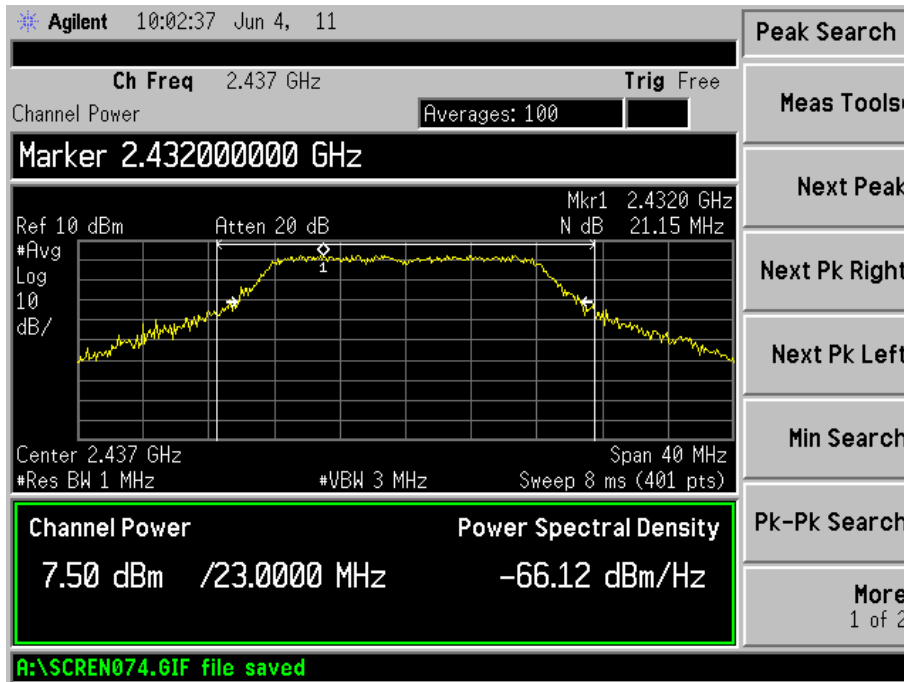 Agilent 10:02:37 Jun 4, 11
Ch Freq 2.437 GHz Trig Free
Channel Power Averages: 100
Marker 2.432000000 GHz
Mkr1 2.4320 GHz
Ref 10 dBm Atten 20 dB N dB 21.15 MHz
#Avg
Log
10
dB/
1
Center 2.437 GHz Span 40 MHz
#Res BW 1 MHz #VBW 3 MHz Sweep 8 ms (401 pts)
Channel Power Power Spectral Density
7.50 dBm /23.0000 MHz -66.12 dBm/Hz
A:\SCREN074.GIF file saved
Peak Search
Meas Tools
Next Peak
Next Pk Right
Next Pk Left
Min Search
Pk-Pk Search
More
1 of 2